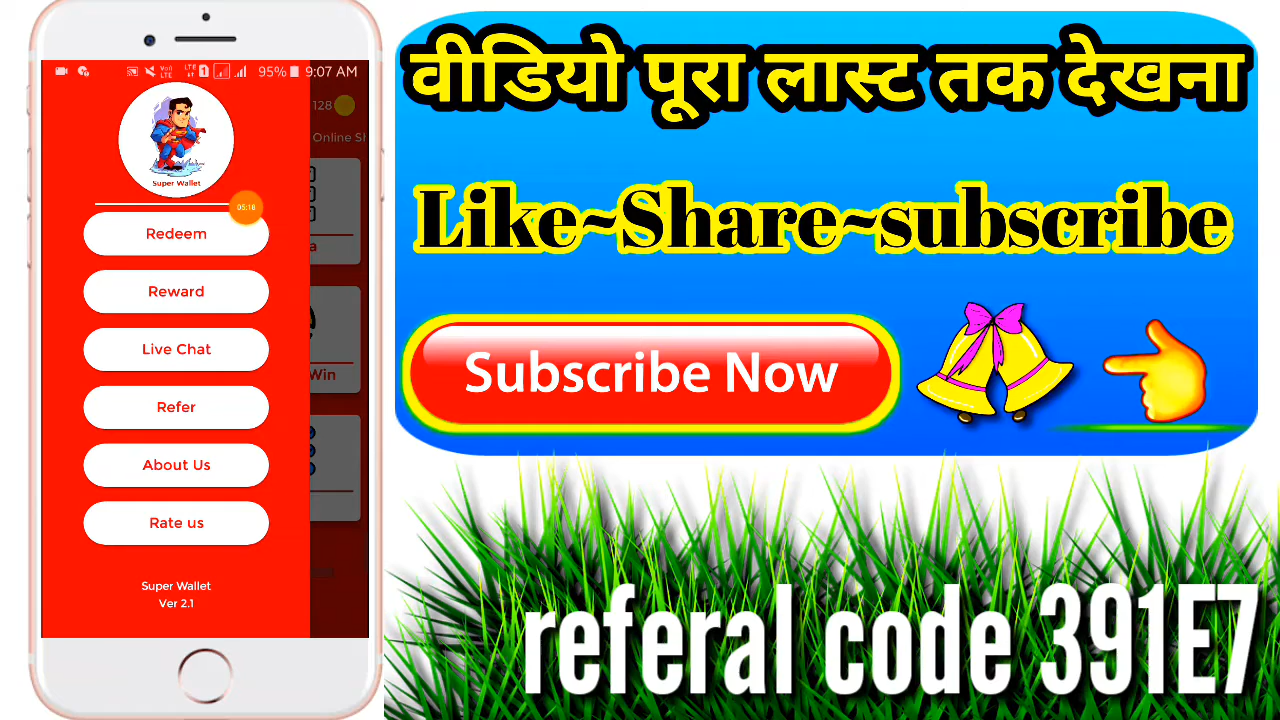 95% 9:07 AM
128
Online Sh
Super Wallet
05:18
Redeem
Reward
Live Chat
Win
Refer
About Us
Rate us
Super Wallet
Ver 2.1
वीडियो पूरा लास्ट तक देखना
Like~Share~subscribe
Subscribe Now
referal code 391E7